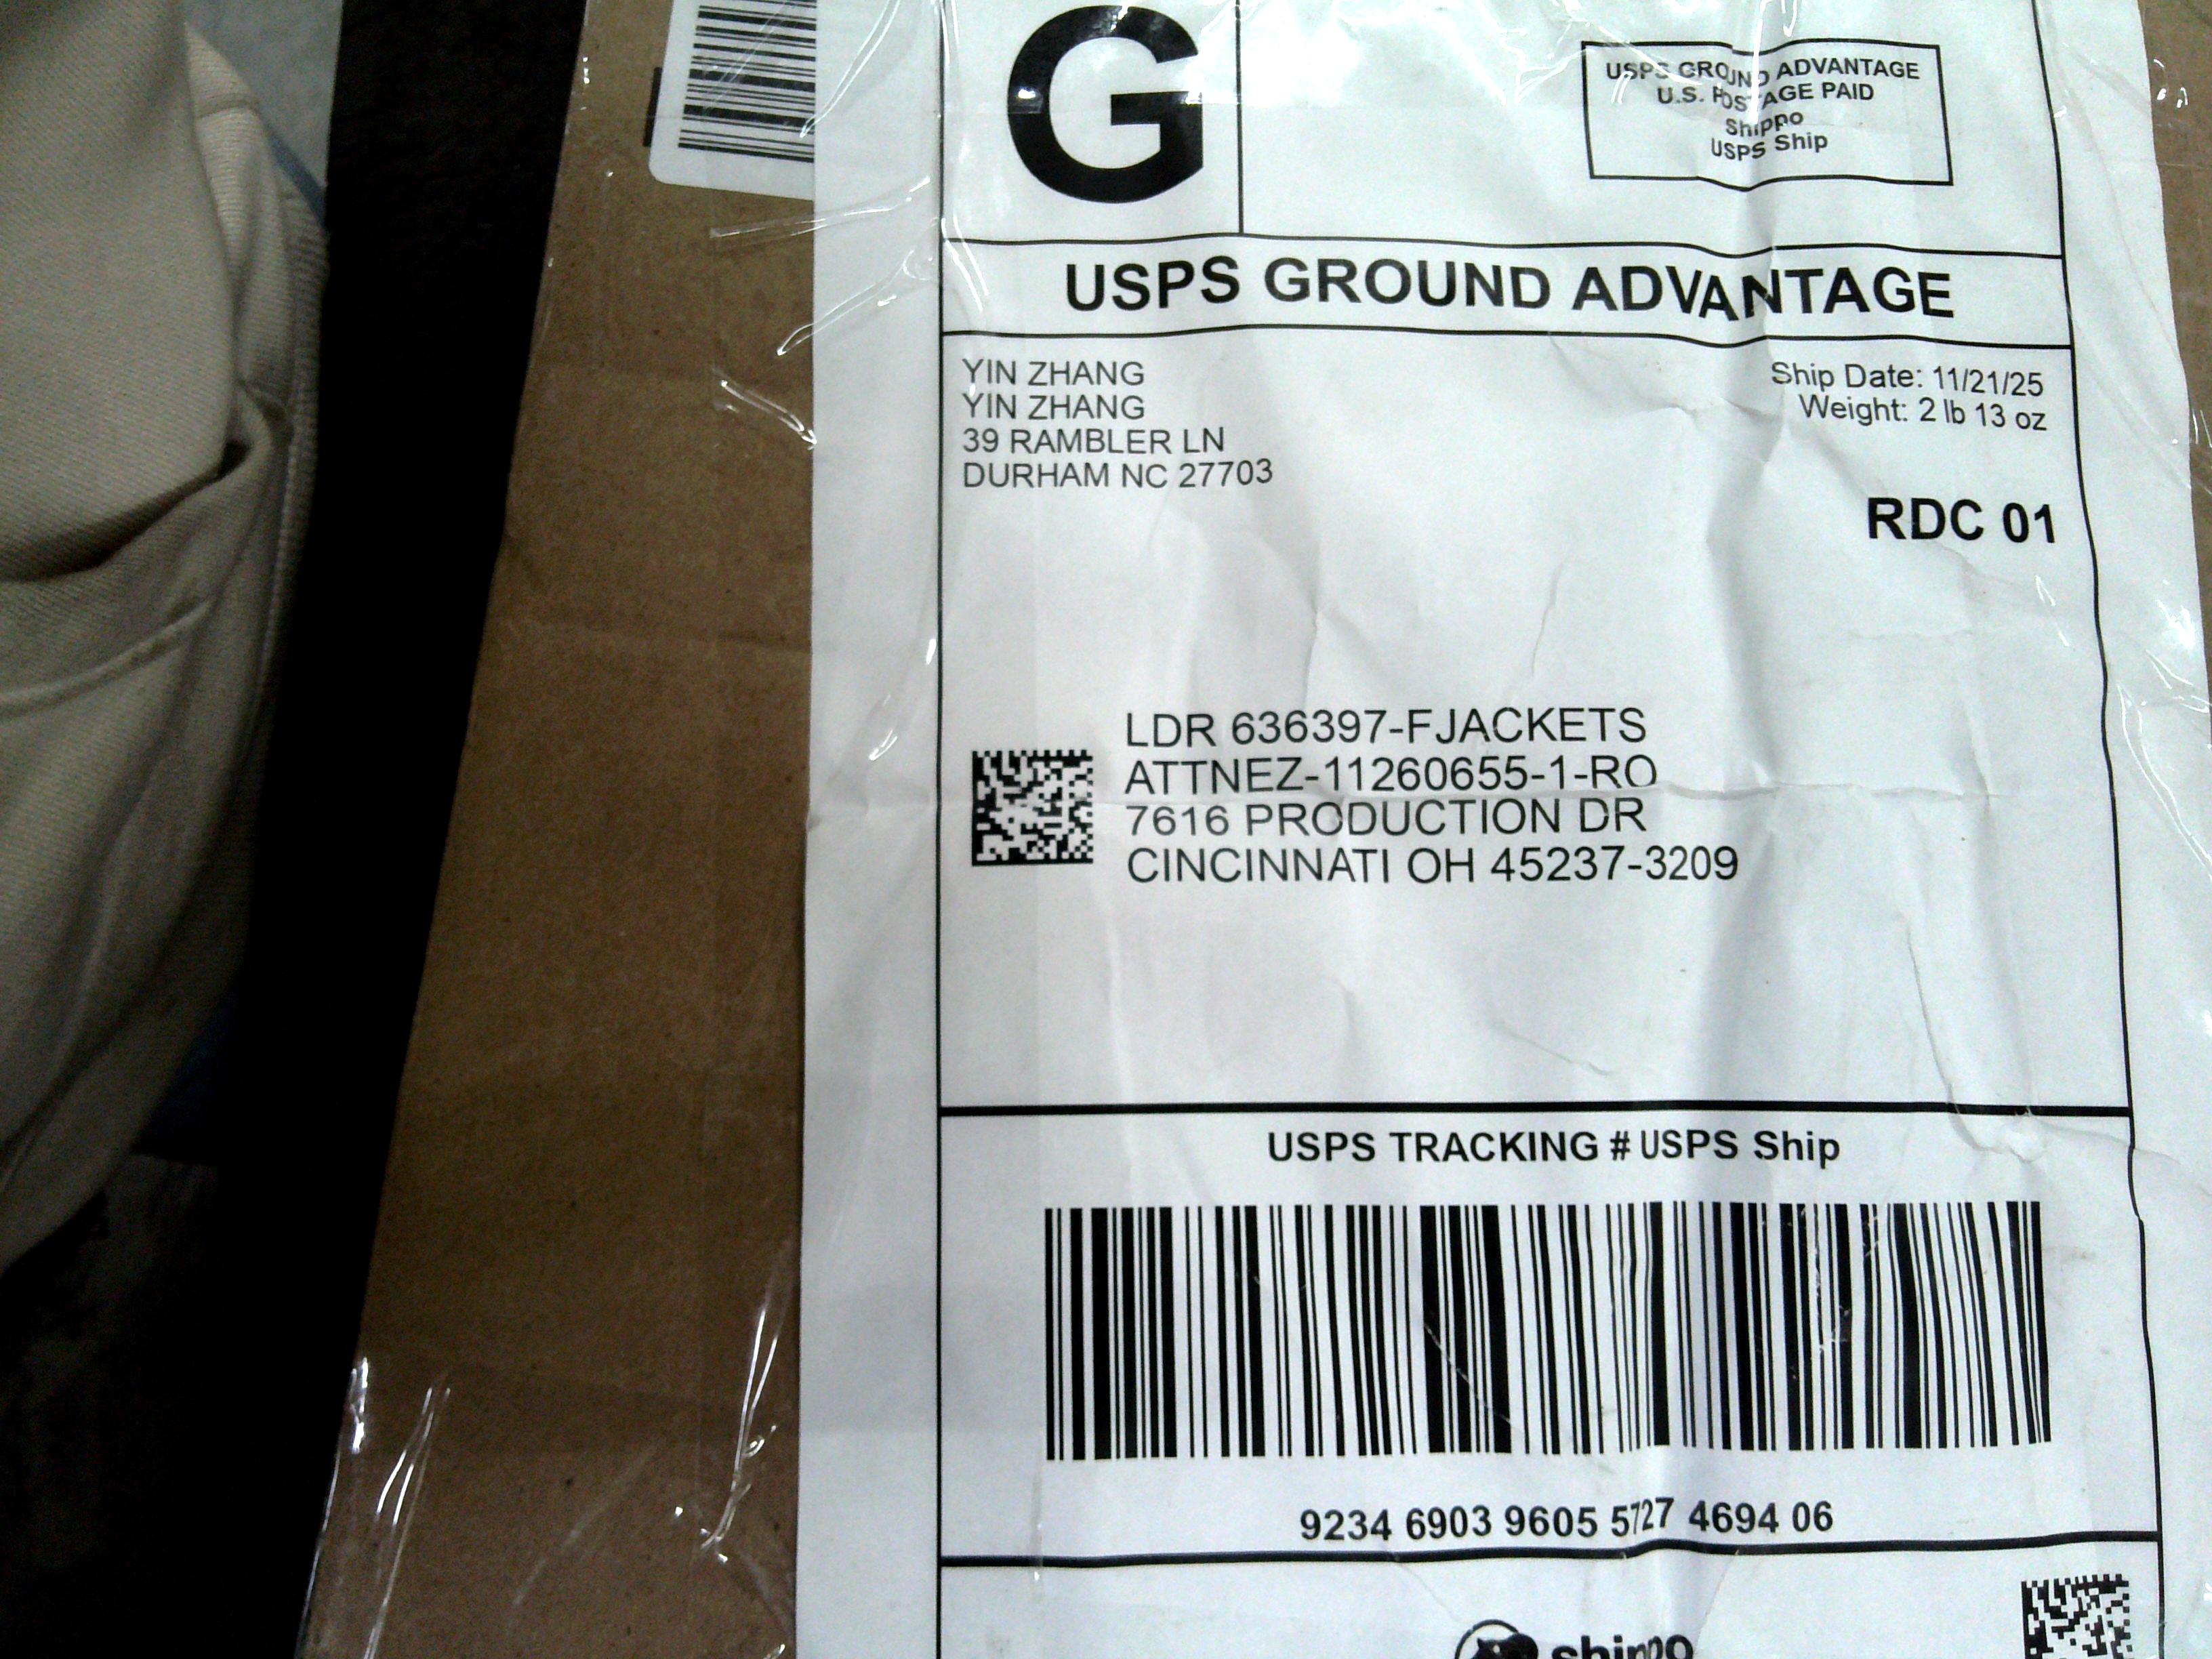 G
USPS GROUND ADVANTAGE
U.S. POSTAGE PAID
Shippo
USPS Ship
USPS GROUND ADVANTAGE
YIN ZHANG
YIN ZHANG
39 RAMBLER LN
DURHAM NC 27703
Ship Date: 11/21/25
Weight: 2 lb 13 oz
RDC 01
LDR 636397-FJACKETS
ATTNEZ-11260655-1-RO
7616 PRODUCTION DR
CINCINNATI OH 45237-3209
USPS TRACKING # USPS Ship
9234 6903 9605 5727 4694 06
shippo